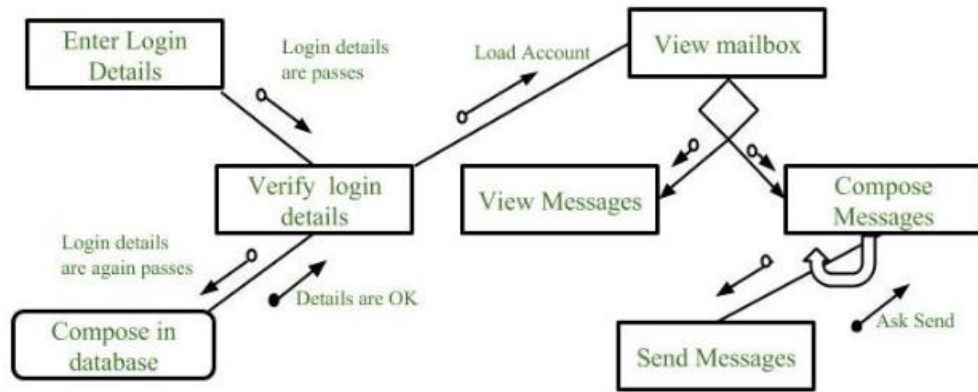 Enter Login
Details
Login details
are passes
Load Account
View mailbox
Verify login
details
View Messages
Compose
Messages
Login details
are again passes
Details are OK
Compose in
database
Send Messages
Ask Send